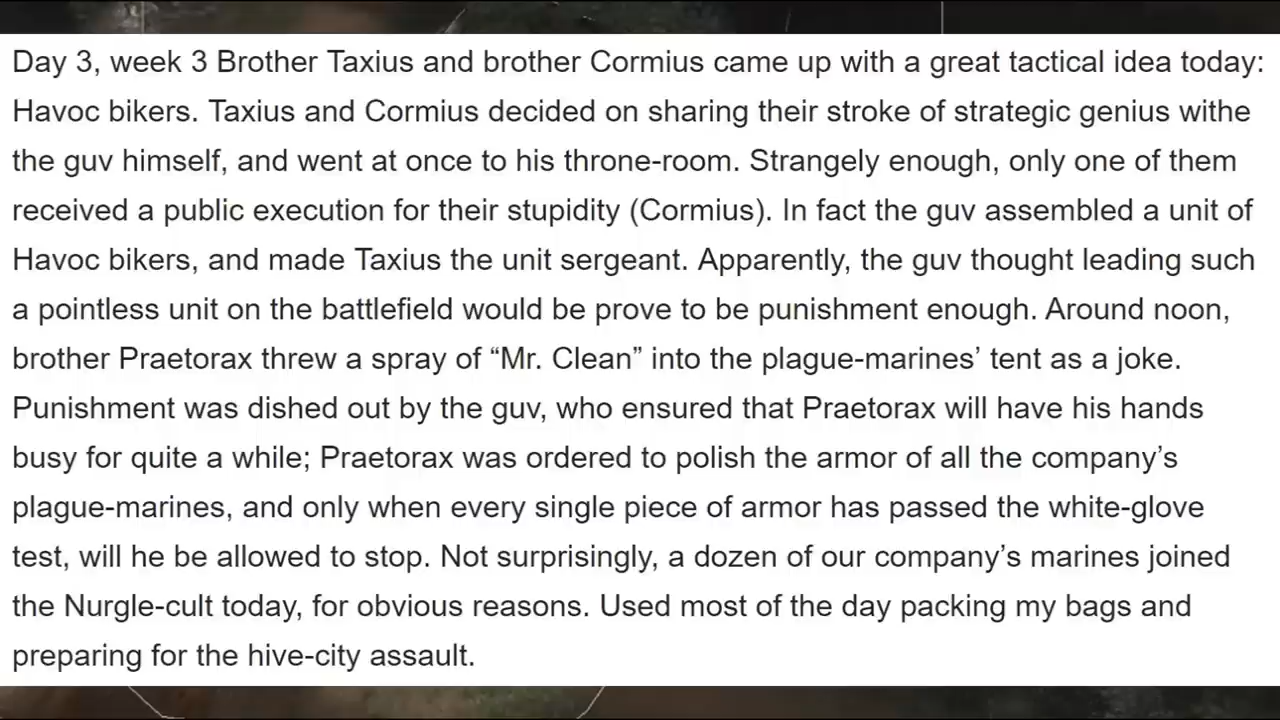 Day 3, week 3 Brother Taxius and brother Cormius came up with a great tactical idea today:
Havoc bikers. Taxius and Cormius decided on sharing their stroke of strategic genius withe
the guv himself, and went at once to his throne-room. Strangely enough, only one of them
received a public execution for their stupidity (Cormius). In fact the guv assembled a unit of
Havoc bikers, and made Taxius the unit sergeant. Apparently, the guv thought leading such
a pointless unit on the battlefield would be prove to be punishment enough. Around noon,
brother Praetorax threw a spray of “Mr. Clean” into the plague-marines’ tent as a joke.
Punishment was dished out by the guv, who ensured that Praetorax will have his hands
busy for quite a while; Praetorax was ordered to polish the armor of all the company’s
plague-marines, and only when every single piece of armor has passed the white-glove
test, will he be allowed to stop. Not surprisingly, a dozen of our company’s marines joined
the Nurgle-cult today, for obvious reasons. Used most of the day packing my bags and
preparing for the hive-city assault.